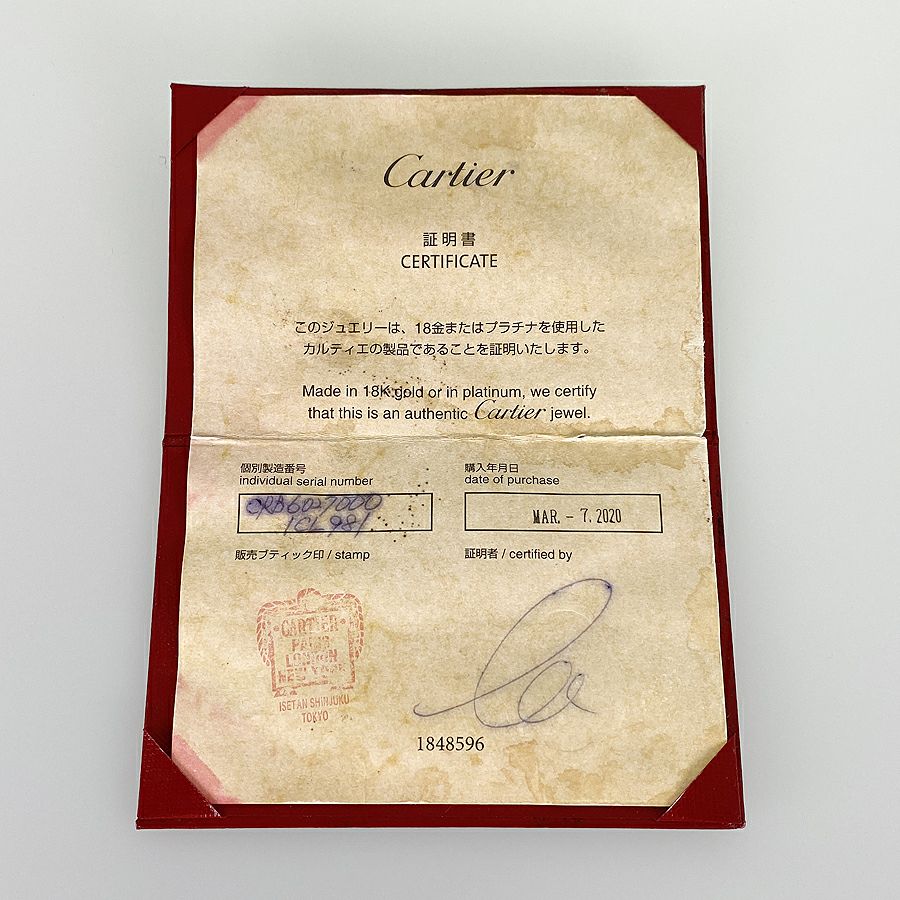 Cartier
証明書
CERTIFICATE
このジュエリーは、18金またはプラチナを使用した
カルティエの製品であることを証明いたします。
Made in 18K gold or in platinum, we certify
that this is an authentic Cartier jewel.
個別製造番号
individual serial number
購入年月日
date of purchase
CRB6027000
MAR. - 7. 2020
販売ブティック印 / stamp
証明者 / certified by
CARTIER
PARIS
LONDON
NEW YORK
ISETAN SHINJUKU
TOKYO
1848596